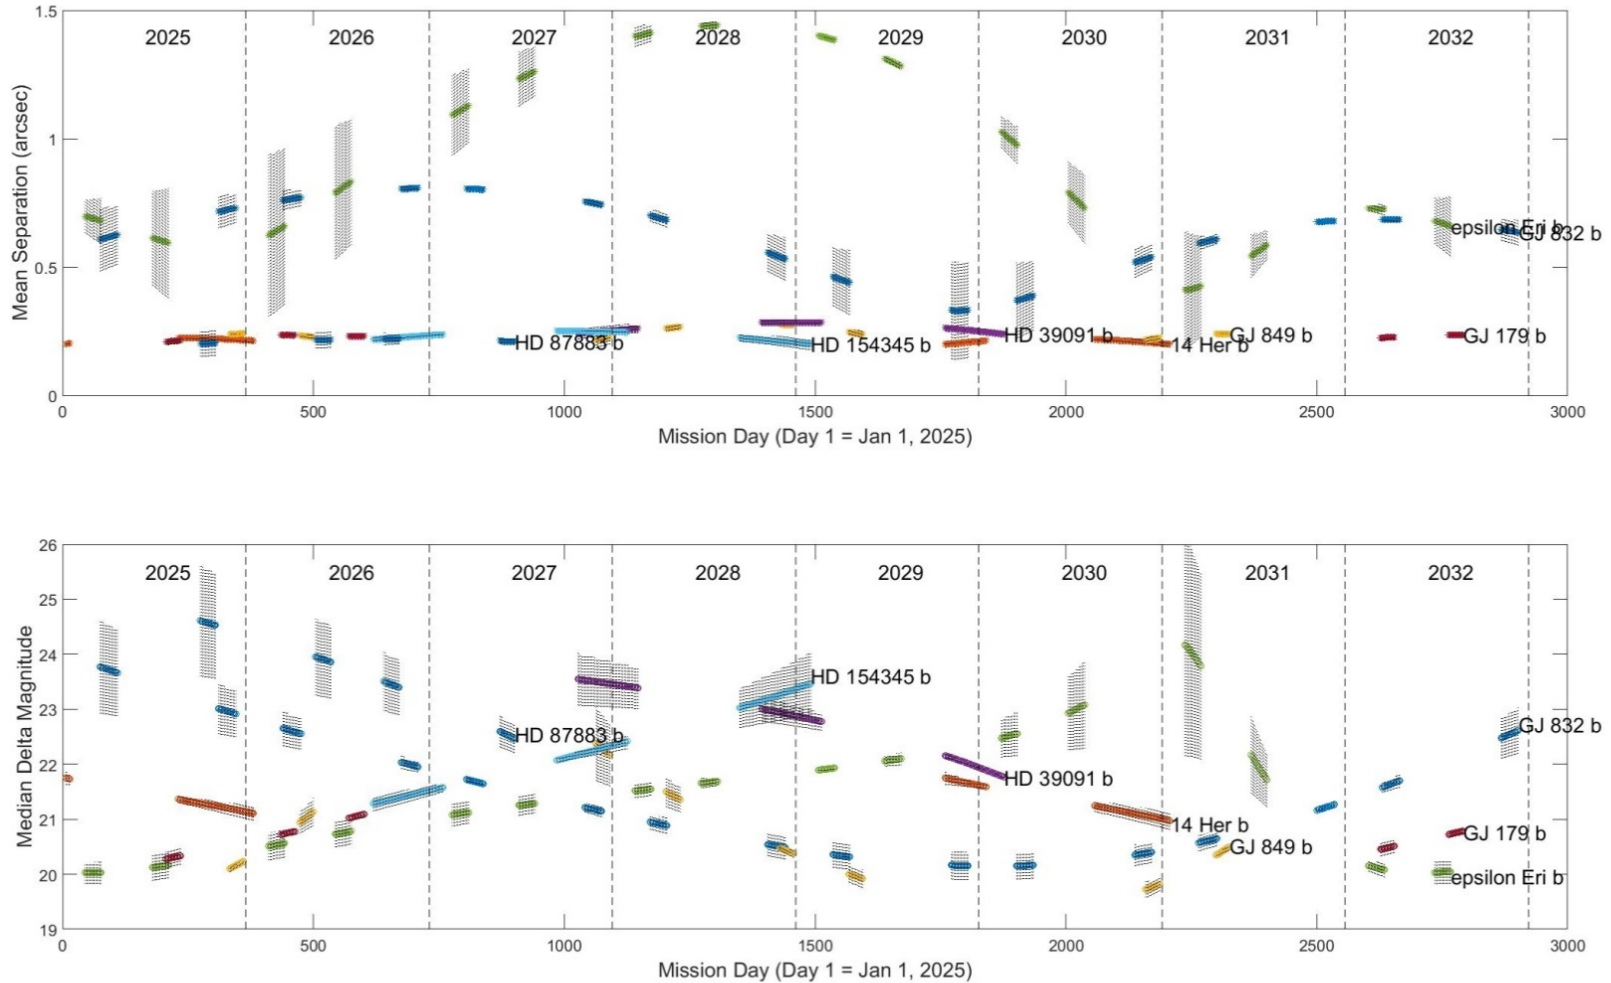 1.5
2025 2026 2027 2028 2029 2030 2031 2032
Mean Separation (arcsec)
1
0.5
epsilon Eri b
GJ 832 b
HD 87883 b
HD 154345 b
HD 39091 b
14 Her b
GJ 849 b
GJ 179 b
0
0 500 1000 1500 2000 2500 3000
Mission Day (Day 1 = Jan 1, 2025)
26
2025 2026 2027 2028 2029 2030 2031 2032
Median Delta Magnitude
25
24
HD 154345 b
23
HD 87883 b
GJ 832 b
22
HD 39091 b
21
14 Her b
GJ 849 b
GJ 179 b
20
epsilon Eri b
19
0 500 1000 1500 2000 2500 3000
Mission Day (Day 1 = Jan 1, 2025)